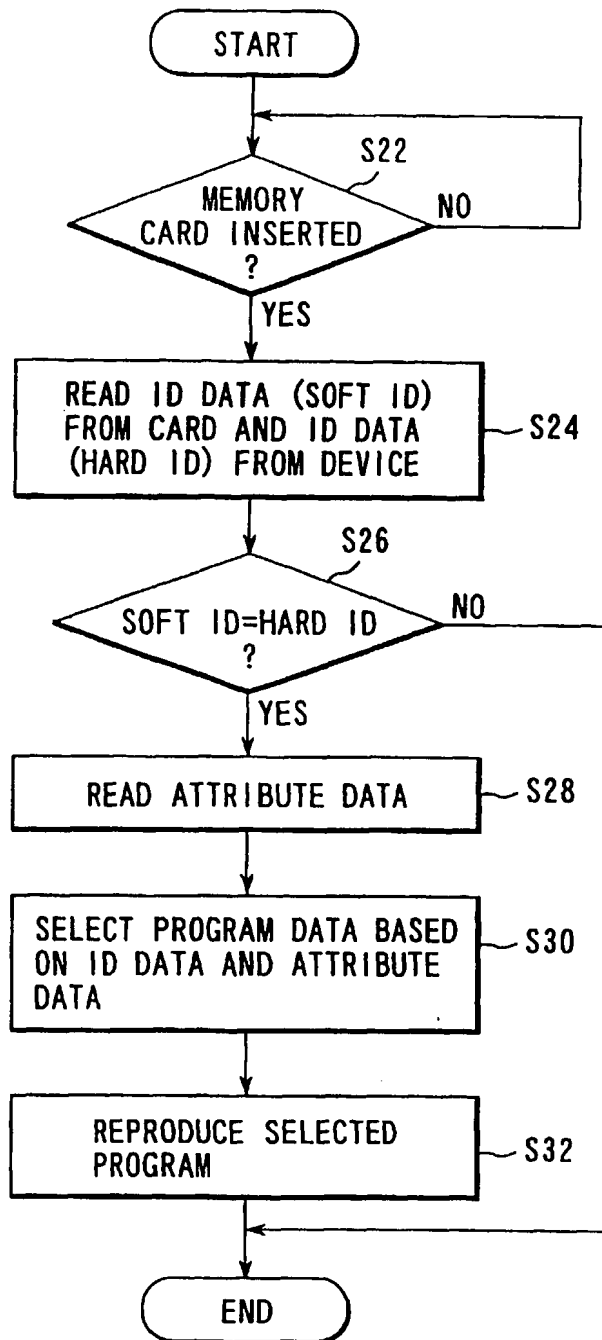 START
S22
MEMORY
CARD INSERTED
?
NO
YES
READ ID DATA (SOFT ID)
FROM CARD AND ID DATA
(HARD ID) FROM DEVICE
S24
S26
SOFT ID=HARD ID
?
NO
YES
READ ATTRIBUTE DATA
S28
SELECT PROGRAM DATA BASED
ON ID DATA AND ATTRIBUTE
DATA
S30
REPRODUCE SELECTED
PROGRAM
S32
END